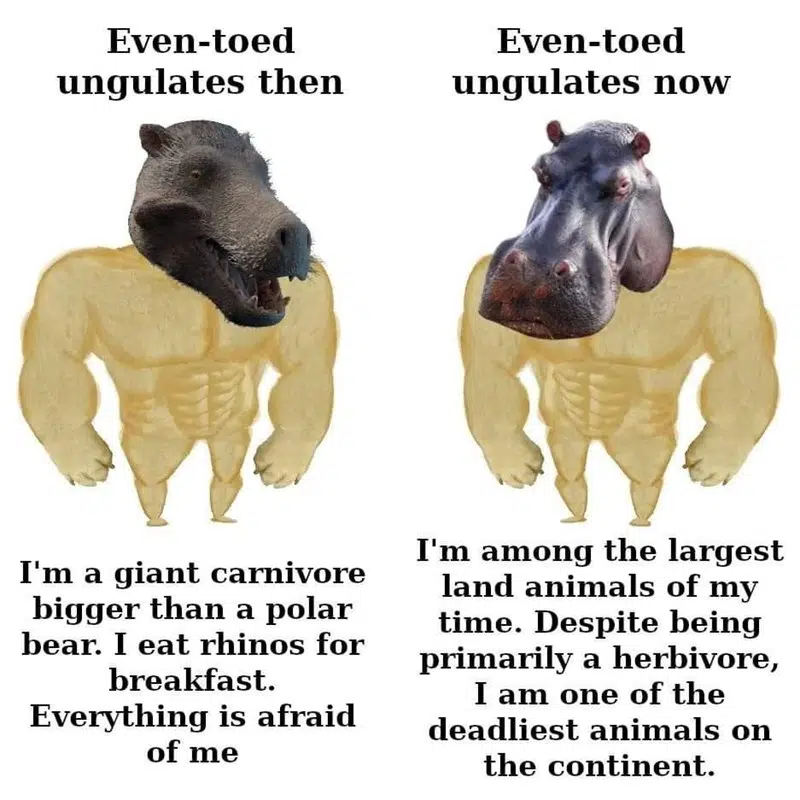 Even-toed
ungulates then
Even-toed
ungulates now
I'm a giant carnivore
bigger than a polar
bear. I eat rhinos for
breakfast.
Everything is afraid
of me
I'm among the largest
land animals of my
time. Despite being
primarily a herbivore,
I am one of the
deadliest animals on
the continent.